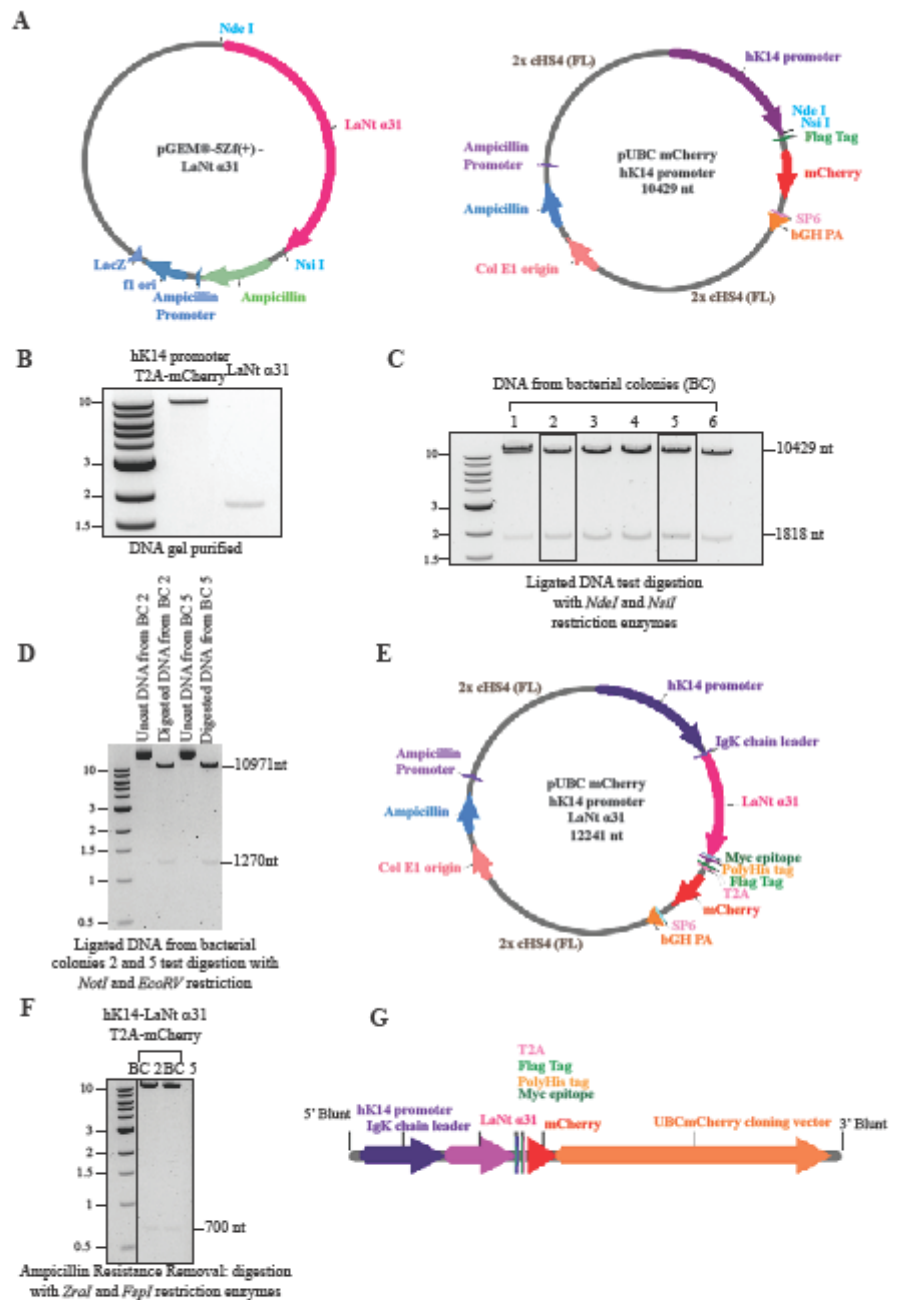 A
Nde I
LaNt α31
pGEM®-5Zf(+) -
LaNt α31
Nsi I
LacZ
f1 ori
Ampicillin
Promoter
Ampicillin
2x cHS4 (FL)
hK14 promoter
Nde I
Nsi I
Flag Tag
mCherry
SP6
hGH PA
Ampicillin
Promoter
Ampicillin
Col E1 origin
pUBC mCherry
hK14 promoter
10429 nt
2x cHS4 (FL)
B
hK14 promoter
T2A-mCherry
LaNt α31
10
3
2
1.5
DNA gel purified
C
DNA from bacterial colonies (BC)
1 2 3 4 5 6
10
3
2
1.5
10429 nt
1818 nt
Ligated DNA test digestion
with NdeI and NsiI
restriction enzymes
D
Uncut DNA from BC 2
Digested DNA from BC 2
Uncut DNA from BC 5
Digested DNA from BC 5
10
3
2
1.5
1
0.5
10971nt
1270nt
Ligated DNA from bacterial
colonies 2 and 5 test digestion with
NotI and EcoRV restriction
E
2x cHS4 (FL)
hK14 promoter
IgK chain leader
LaNt α31
Myc epitope
PolyHis tag
Flag Tag
T2A
mCherry
SP6
hGH PA
Ampicillin
Promoter
Ampicillin
Col E1 origin
pUBC mCherry
hK14 promoter
LaNt α31
12241 nt
2x cHS4 (FL)
F
hK14-LaNt α31
T2A-mCherry
BC 2 BC 5
10
3
2
1.5
1
0.5
700 nt
Ampicillin Resistance Removal: digestion
with ZraI and FspI restriction enzymes
G
T2A
Flag Tag
PolyHis tag
Myc epitope
5' Blunt
hK14 promoter
IgK chain leader
LaNt α31
mCherry
UBCmCherry cloning vector
3' Blunt